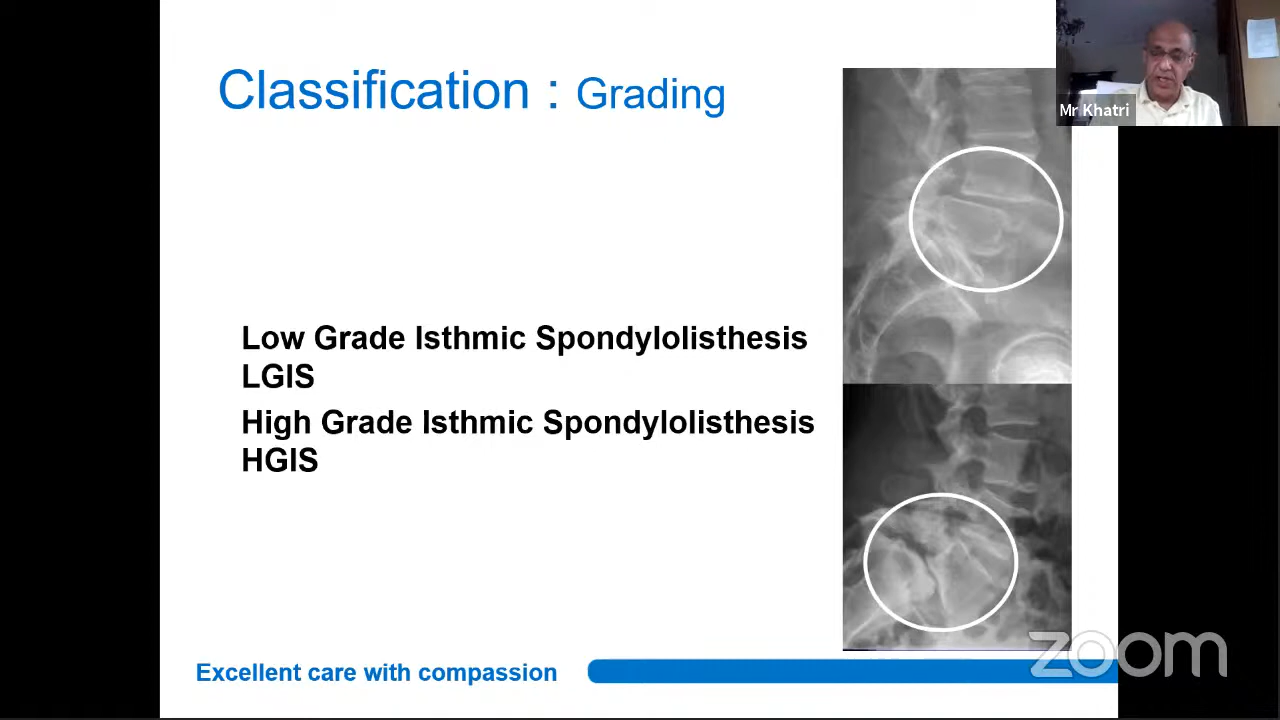 Classification : Grading
Mr Khatri
Low Grade Isthmic Spondylolisthesis
LGIS
High Grade Isthmic Spondylolisthesis
HGIS
Excellent care with compassion
zoom